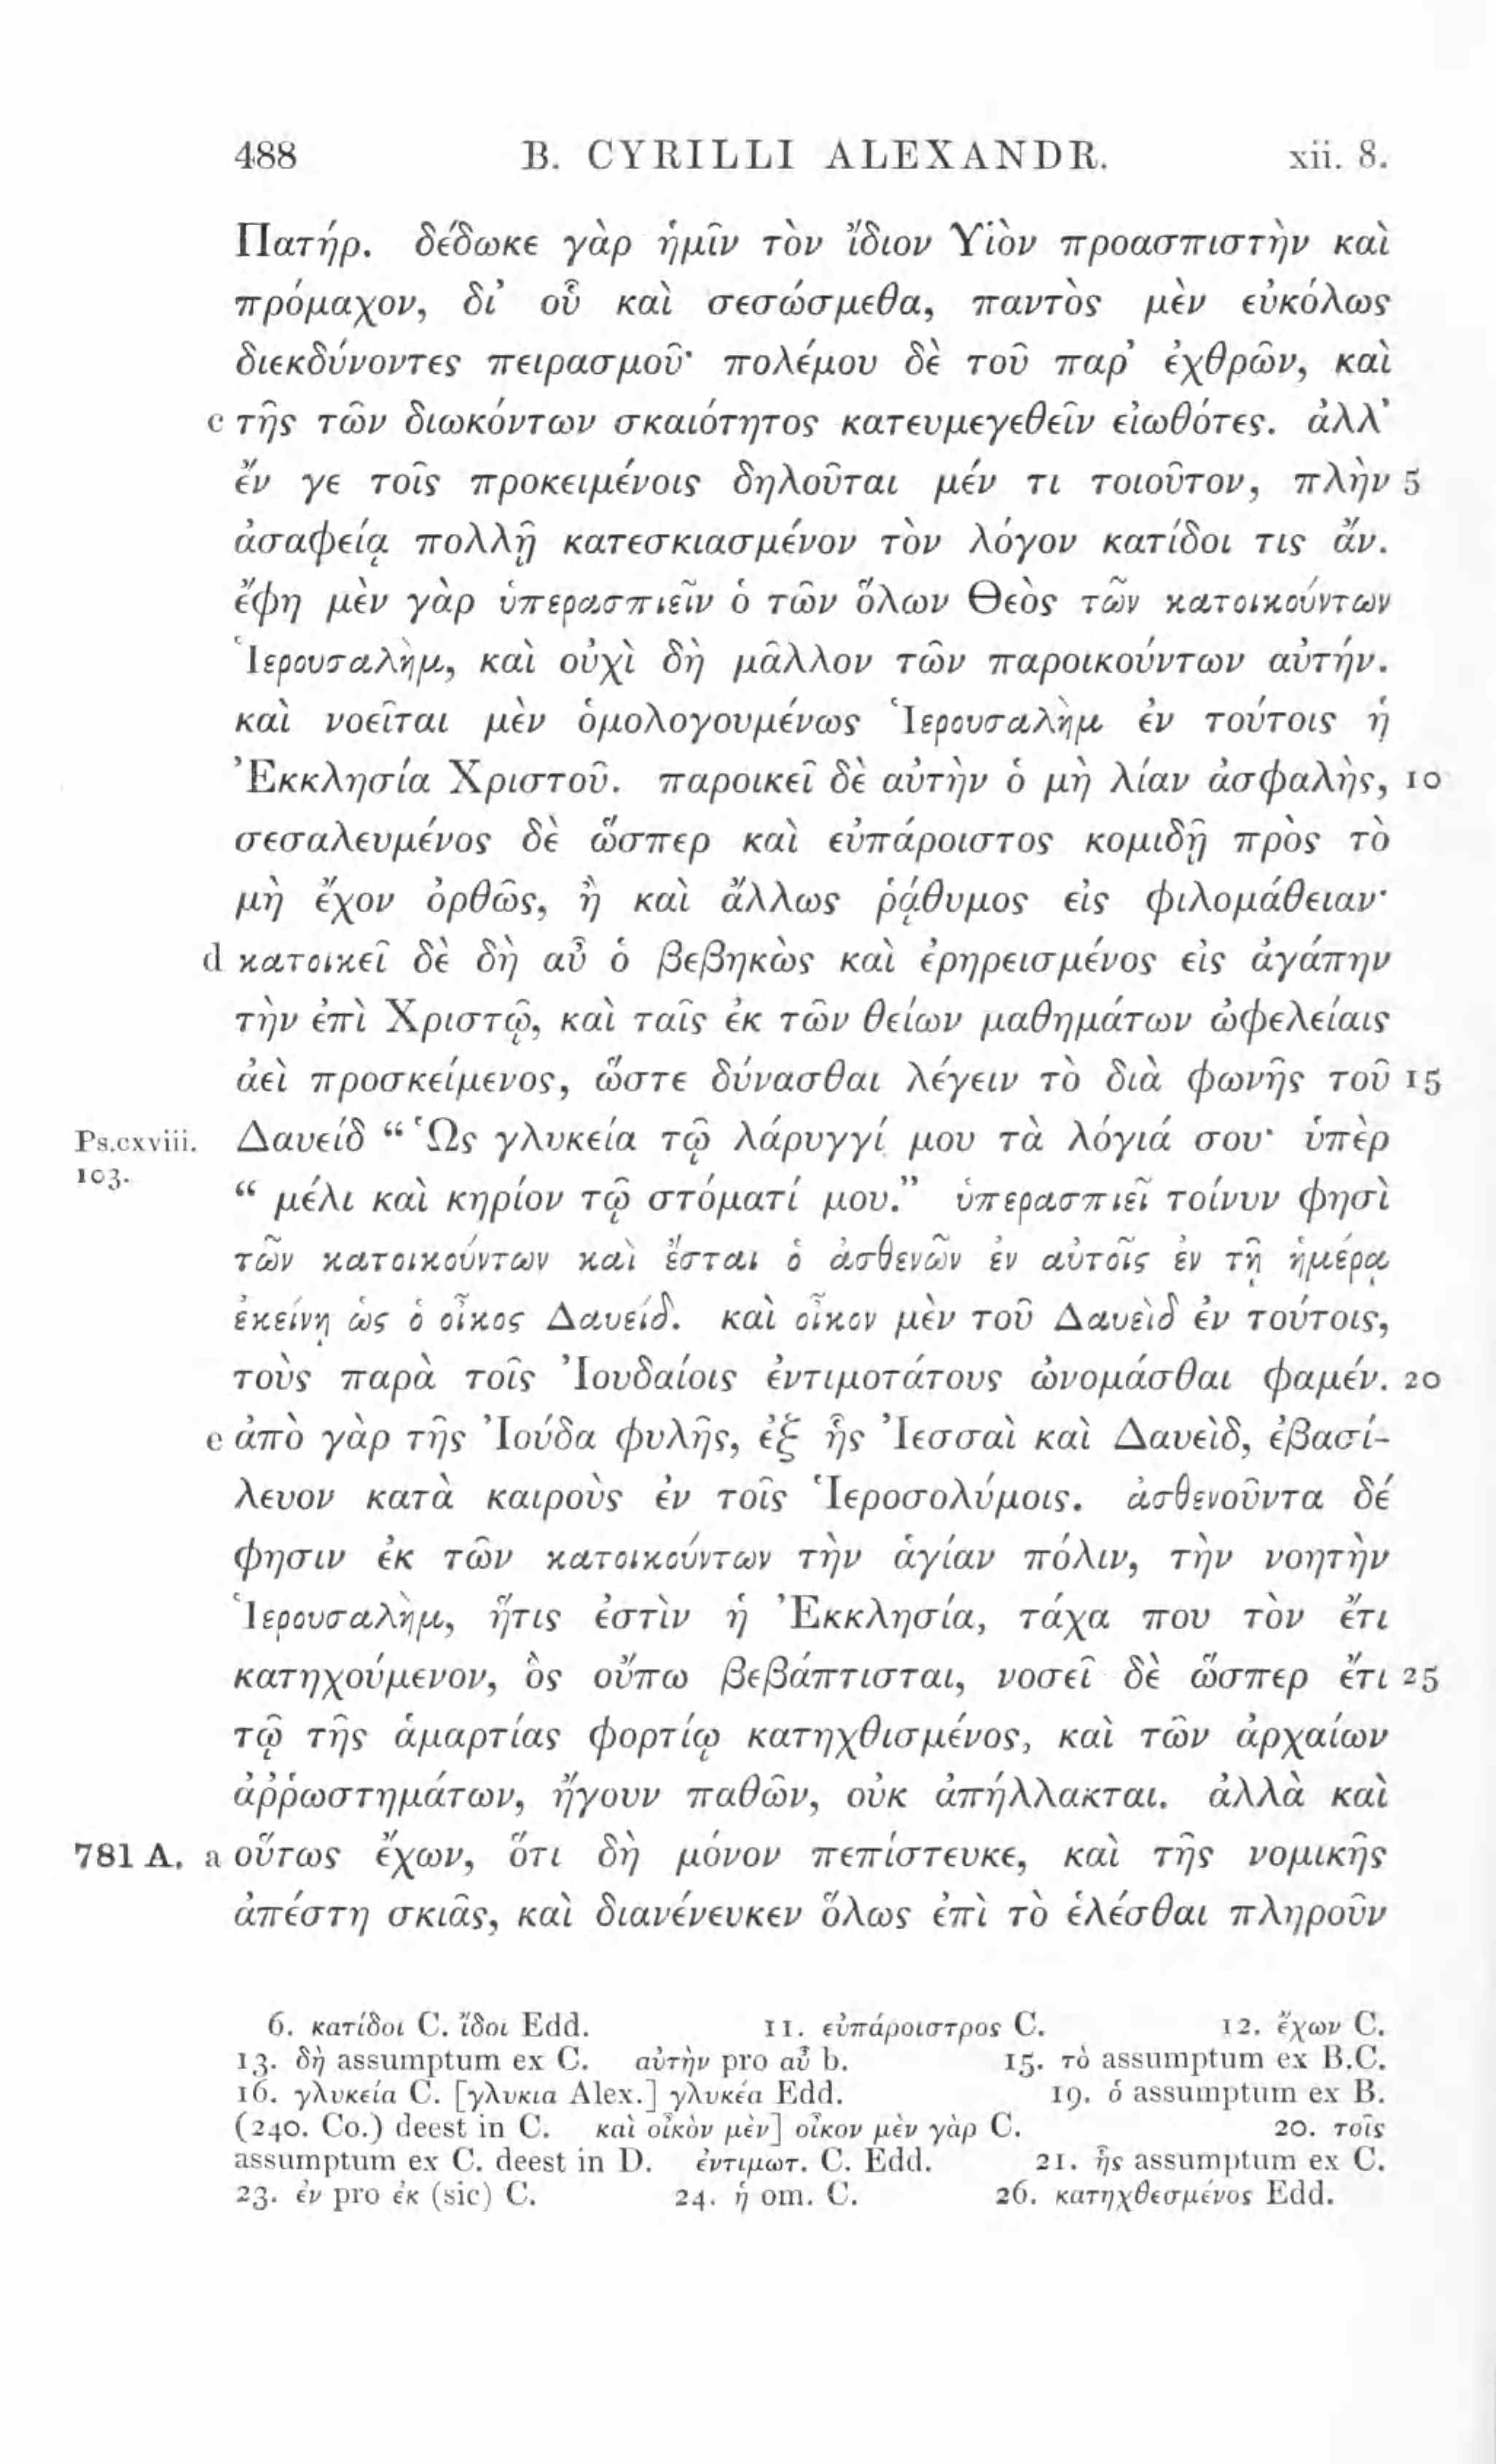 488 B. CYRILLI ALEXANDR. xii. 8.
Πατήρ. δέδωκε γὰρ ἡμῖν τὸν ἴδιον Υἱὸν προασπιστὴν καὶ
πρόμαχον, δι’ οὗ καὶ σεσώσμεθα, παντὸς μὲν εὐκόλως
διεκδύνοντες πειρασμοῦ· πολέμου δὲ τοῦ παρ’ ἐχθρῶν, καὶ
c τῆς τῶν διωκόντων σκαιότητος κατευμεγεθεῖν εἰωθότες. ἀλλ’
ἔν γε τοῖς προκειμένοις δηλοῦται μέν τι τοιοῦτον, πλὴν 5
ἀσαφείᾳ πολλῇ κατεσκιασμένον τὸν λόγον κατίδοι τις ἄν.
ἔφη μὲν γὰρ ὑπερασπιεῖν ὁ τῶν ὅλων Θεὸς τῶν κατοικούντων
Ἱερουσαλὴμ, καὶ οὐχὶ δὴ μᾶλλον τῶν παροικούντων αὐτήν.
καὶ νοεῖται μὲν ὁμολογουμένως Ἱερουσαλὴμ ἐν τούτοις ἡ
Ἐκκλησία Χριστοῦ. παροικεῖ δὲ αὐτὴν ὁ μὴ λίαν ἀσφαλὴς, 10
σεσαλευμένος δὲ ὥσπερ καὶ εὐπάροιστος κομιδῇ πρὸς τὸ
μὴ ἔχον ὀρθῶς, ἢ καὶ ἄλλως ῥᾴθυμος εἰς φιλομάθειαν·
d κατοικεῖ δὲ δὴ αὖ ὁ βεβηκὼς καὶ ἐρηρεισμένος εἰς ἀγάπην
τὴν ἐπὶ Χριστῷ, καὶ ταῖς ἐκ τῶν θείων μαθημάτων ὠφελείαις
ἀεὶ προσκείμενος, ὥστε δύνασθαι λέγειν τὸ διὰ φωνῆς τοῦ 15
Ps.cxviii. Δαυείδ “ Ὡς γλυκεία τῷ λάρυγγί μου τὰ λόγιά σου· ὑπὲρ
103. “ μέλι καὶ κηρίον τῷ στόματί μου.” ὑπερασπιεῖ τοίνυν φησὶ
τῶν κατοικούντων καὶ ἔσται ὁ ἀσθενῶν ἐν αὐτοῖς ἐν τῇ ἡμέρᾳ
ἐκείνῃ ὡς ὁ οἶκος Δαυείδ. καὶ οἶκον μὲν τοῦ Δαυεὶδ ἐν τούτοις,
τοὺς παρὰ τοῖς Ἰουδαίοις ἐντιμοτάτους ὠνομάσθαι φαμέν. 20
e ἀπὸ γὰρ τῆς Ἰούδα φυλῆς, ἐξ ἧς Ἰεσσαὶ καὶ Δαυεὶδ, ἐβασί-
λευον κατὰ καιροὺς ἐν τοῖς Ἱεροσολύμοις. ἀσθενοῦντα δέ
φησιν ἐκ τῶν κατοικούντων τὴν ἁγίαν πόλιν, τὴν νοητὴν
Ἱερουσαλὴμ, ἥτις ἐστὶν ἡ Ἐκκλησία, τάχα που τὸν ἔτι
κατηχούμενον, ὃς οὔπω βεβάπτισται, νοσεῖ δὲ ὥσπερ ἔτι 25
τῷ τῆς ἁμαρτίας φορτίῳ κατηχθισμένος, καὶ τῶν ἀρχαίων
ἀῤῥωστημάτων, ἤγουν παθῶν, οὐκ ἀπήλλακται. ἀλλὰ καὶ
781 A. a οὕτως ἔχων, ὅτι δὴ μόνον πεπίστευκε, καὶ τῆς νομικῆς
ἀπέστη σκιᾶς, καὶ διανένευκεν ὅλως ἐπὶ τὸ ἑλέσθαι πληροῦν
6. κατίδοι C. ἴδοι Edd. 11. εὐπάροιστρος C. 12. ἔχων C.
13. δὴ assumptum ex C. αὐτὴν pro αὖ b. 15. τὸ assumptum ex B.C.
16. γλυκεία C. [γλυκια Alex.] γλυκέα Edd. 19. ὁ assumptum ex B.
(240. Co.) deest in C. καὶ οἶκὸν μὲν] οἶκον μὲν γὰρ C. 20. τοῖς
assumptum ex C. deest in D. ἐντιμωτ. C. Edd. 21. ἧς assumptum ex C.
23. ἐν pro ἐκ (sic) C. 24. ἡ om. C. 26. κατηχθεσμένος Edd.